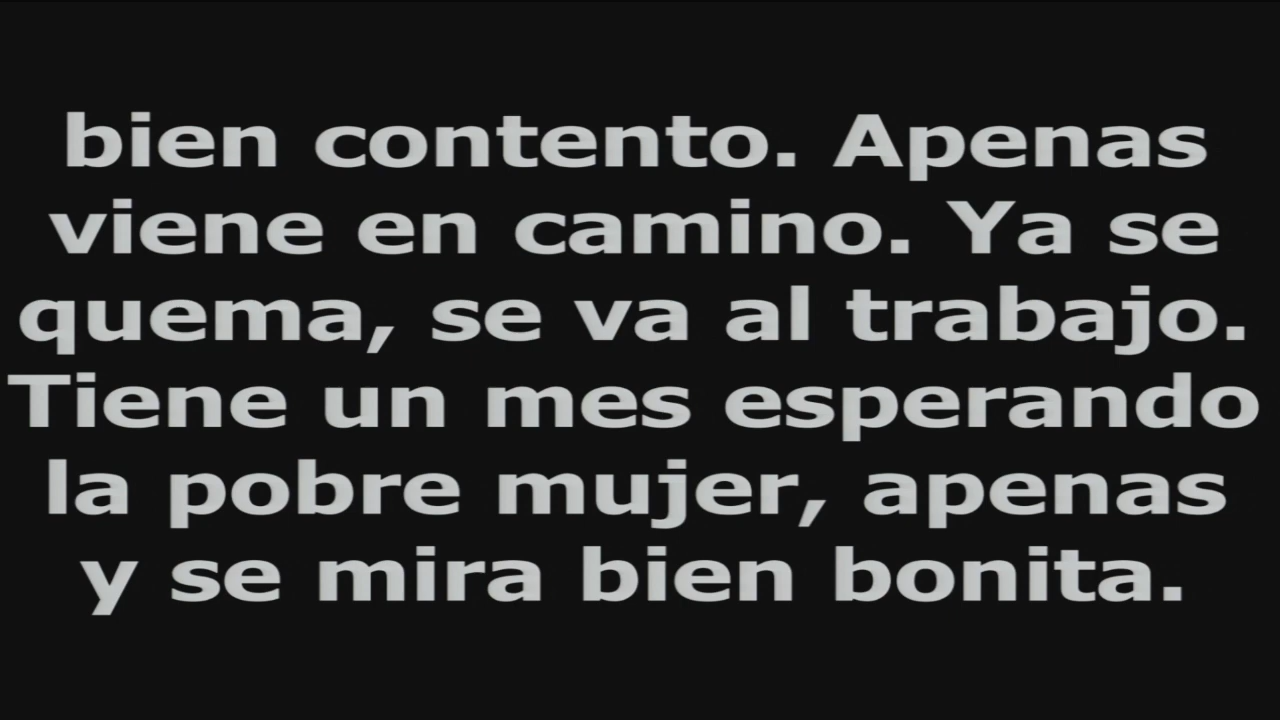 bien contento. Apenas
viene en camino. Ya se
quema, se va al trabajo.
Tiene un mes esperando
la pobre mujer, apenas
y se mira bien bonita.